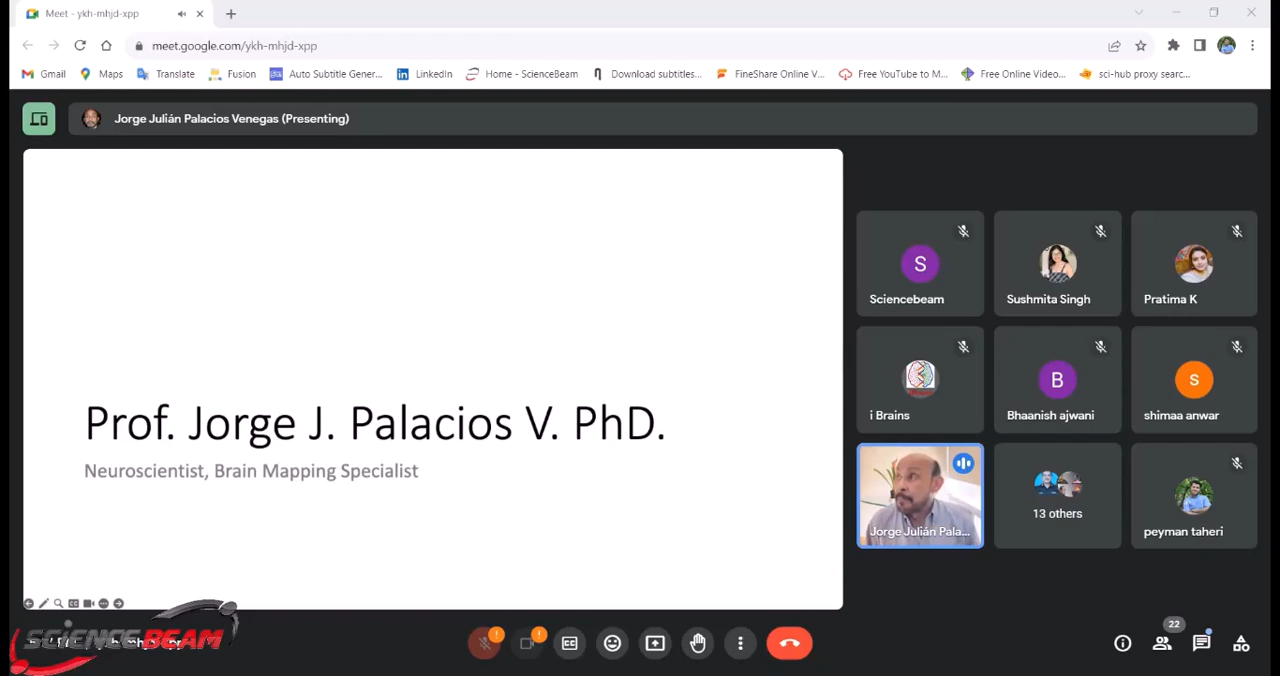 Meet - ykh-mhjd-xpp
meet.google.com/ykh-mhjd-xpp
Gmail
Maps
Translate
Fusion
Auto Subtitle Gener...
LinkedIn
Home - ScienceBeam
Download subtitles...
FineShare Online V...
Free YouTube to M...
Free Online Video...
sci-hub proxy searc...
Jorge Julián Palacios Venegas (Presenting)
Prof. Jorge J. Palacios V. PhD.
Neuroscientist, Brain Mapping Specialist
S
Sciencebeam
Sushmita Singh
Pratima K
i Brains
B
Bhaanish ajwani
s
shimaa anwar
Jorge Julián Pala...
13 others
peyman taheri
SCIENCEBEAM
22